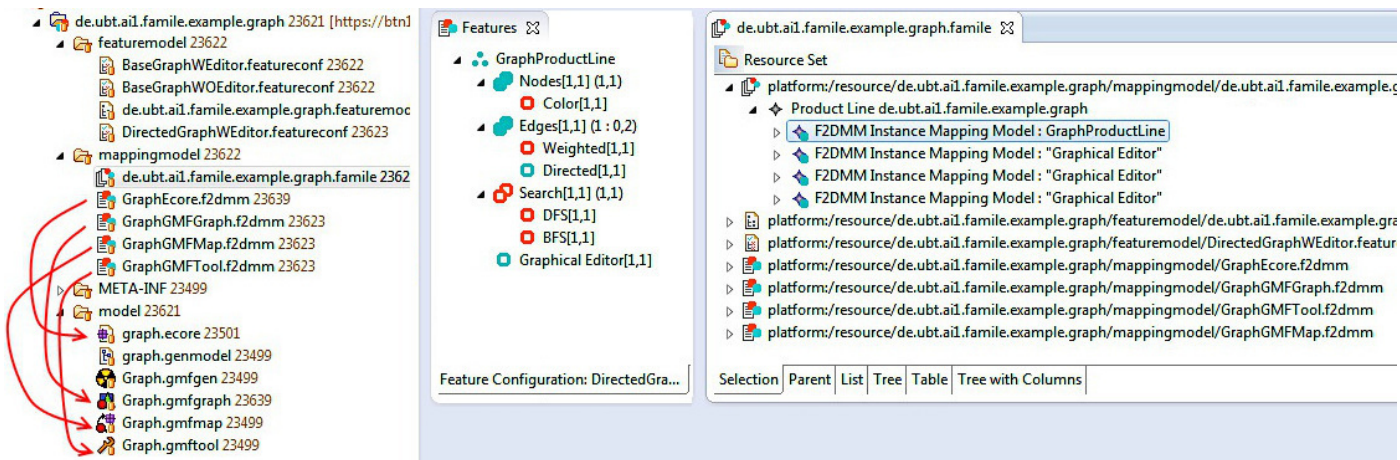 de.ubt.ai1.famile.example.graph 23621 [https://btn1
featuremodel 23622
BaseGraphWEditor.featureconf 23622
BaseGraphWOEditor.featureconf 23622
de.ubt.ai1.famile.example.graph.featuremod
DirectedGraphWEditor.featureconf 23623
mappingmodel 23622
de.ubt.ai1.famile.example.graph.famile 2362
GraphEcore.f2dmm 23639
GraphGMFGraph.f2dmm 23623
GraphGMFMap.f2dmm 23623
GraphGMFTool.f2dmm 23623
META-INF 23499
model 23621
graph.ecore 23501
graph.genmodel 23499
Graph.gmfgen 23499
Graph.gmfgraph 23639
Graph.gmfmap 23499
Graph.gmftool 23499
Features
GraphProductLine
Nodes[1,1] (1,1)
Color[1,1]
Edges[1,1] (1 : 0,2)
Weighted[1,1]
Directed[1,1]
Search[1,1] (1,1)
DFS[1,1]
BFS[1,1]
Graphical Editor[1,1]
Feature Configuration: DirectedGra...
de.ubt.ai1.famile.example.graph.famile
Resource Set
platform:/resource/de.ubt.ai1.famile.example.graph/mappingmodel/de.ubt.ai1.famile.example.g
Product Line de.ubt.ai1.famile.example.graph
F2DMM Instance Mapping Model : GraphProductLine
F2DMM Instance Mapping Model : "Graphical Editor"
F2DMM Instance Mapping Model : "Graphical Editor"
F2DMM Instance Mapping Model : "Graphical Editor"
platform:/resource/de.ubt.ai1.famile.example.graph/featuremodel/de.ubt.ai1.famile.example.gra
platform:/resource/de.ubt.ai1.famile.example.graph/featuremodel/DirectedGraphWEditor.featur
platform:/resource/de.ubt.ai1.famile.example.graph/mappingmodel/GraphEcore.f2dmm
platform:/resource/de.ubt.ai1.famile.example.graph/mappingmodel/GraphGMFGraph.f2dmm
platform:/resource/de.ubt.ai1.famile.example.graph/mappingmodel/GraphGMFTool.f2dmm
platform:/resource/de.ubt.ai1.famile.example.graph/mappingmodel/GraphGMFMap.f2dmm
Selection Parent List Tree Table Tree with Columns